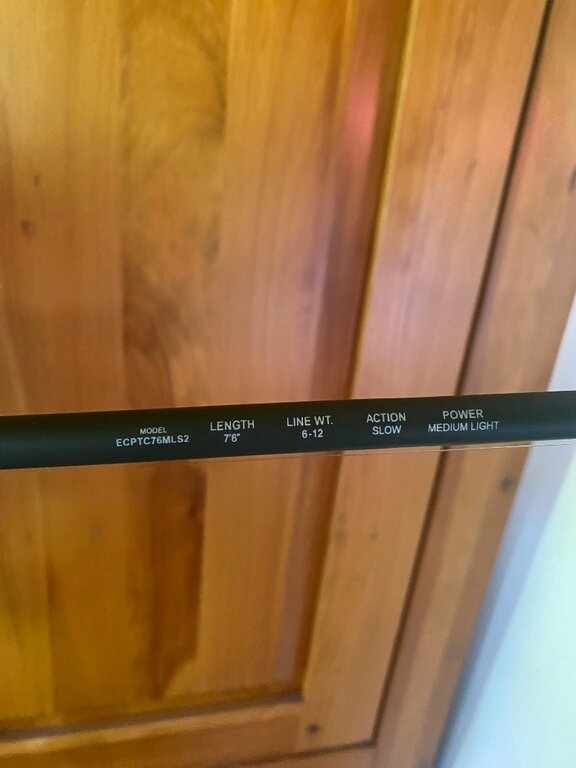 MODEL
ECPTC76MLS2
LENGTH
7'6"
LINE WT.
6-12
ACTION
SLOW
POWER
MEDIUM LIGHT